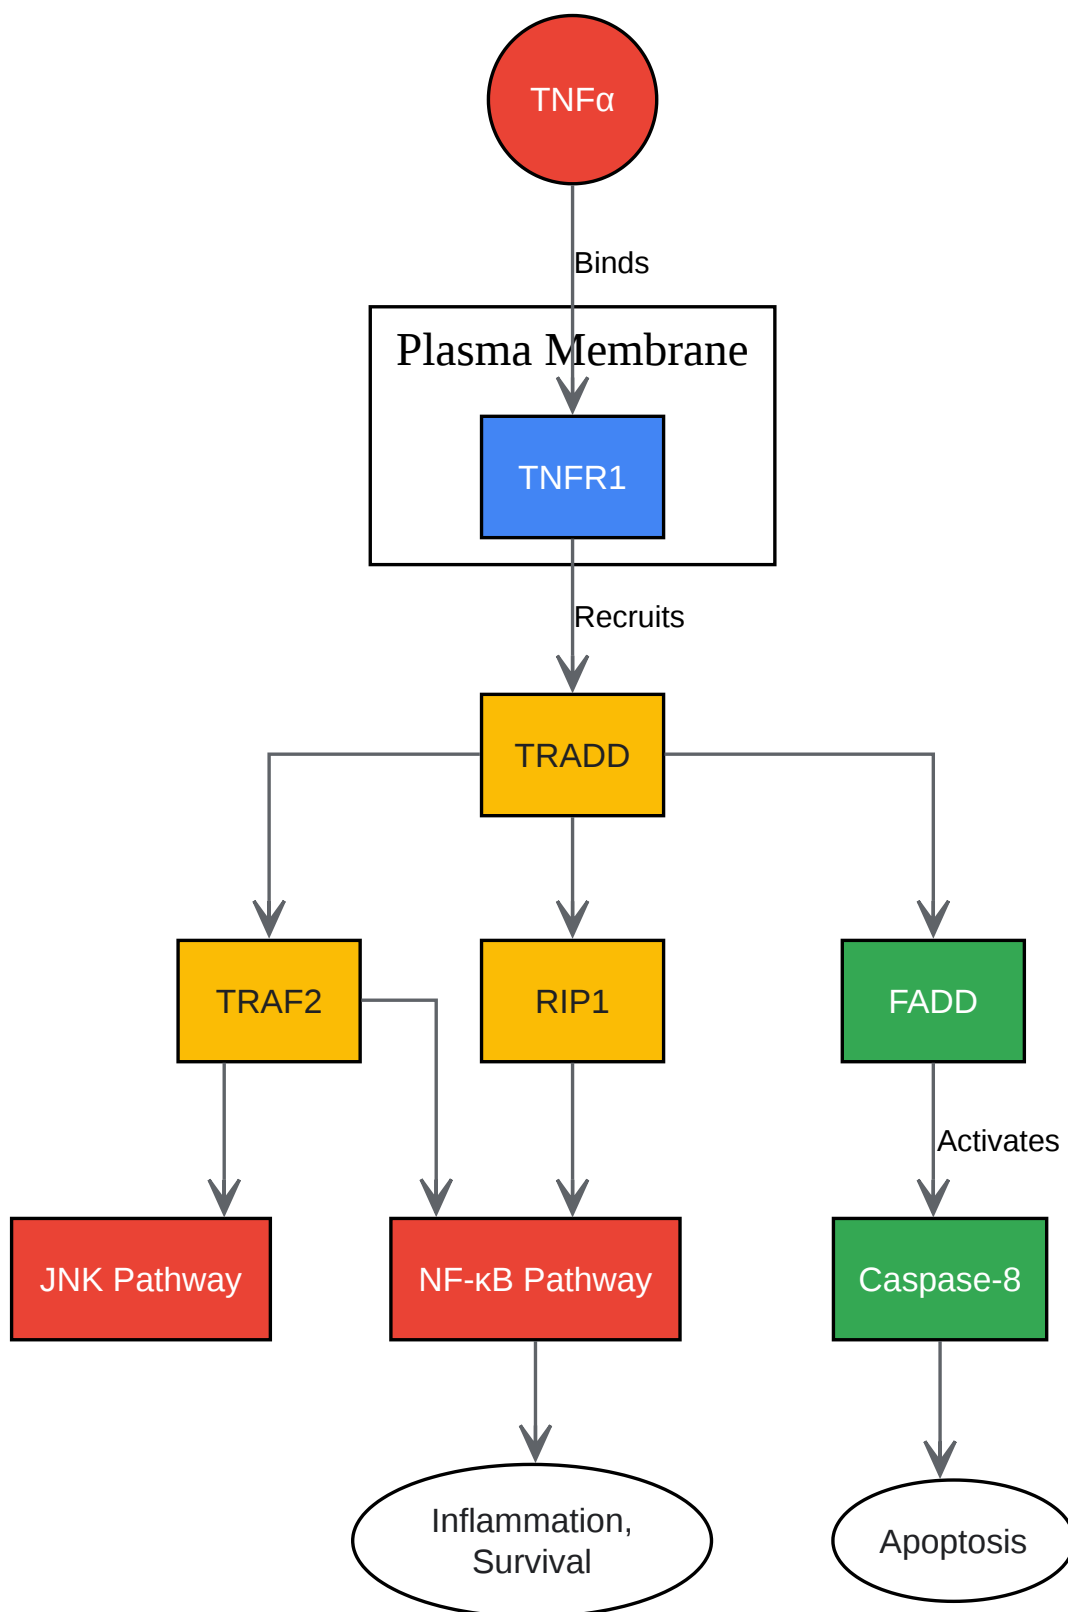 TNFα
Binds
Plasma Membrane
TNFR1
Recruits
TRADD
TRAF2
RIP1
FADD
Activates
JNK Pathway
NF-κB Pathway
Caspase-8
Inflammation,
Survival
Apoptosis